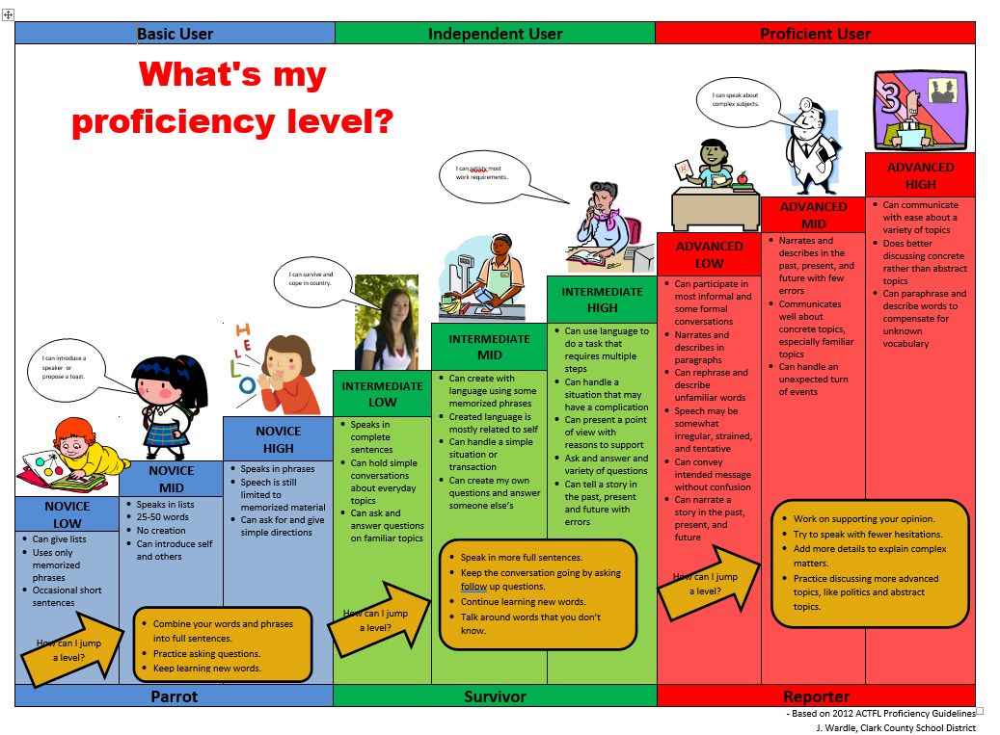 Basic User
Independent User
Proficient User
What's my
proficiency level?
I can introduce a
speaker or
propose a toast.
I can survive and
cope in country.
I can satisfy most
work requirements.
I can speak about
complex subjects.
HELLO
3
NOVICE
LOW
• Can give lists
• Uses only
memorized
phrases
• Occasional short
sentences
NOVICE
MID
• Speaks in lists
• 25-50 words
• No creation
• Can introduce self
and others
NOVICE
HIGH
• Speaks in phrases
• Speech is still
limited to
memorized material
• Can ask for and give
simple directions
How can I jump
a level?
• Combine your words and phrases
into full sentences.
• Practice asking questions.
• Keep learning new words.
INTERMEDIATE
LOW
• Speaks in
complete
sentences
• Can hold simple
conversations
about everyday
topics
• Can ask and
answer questions
on familiar topics
INTERMEDIATE
MID
• Can create with
language using some
memorized phrases
• Created language is
mostly related to self
• Can handle a simple
situation or
transaction
• Can create my own
questions and answer
someone else's
INTERMEDIATE
HIGH
• Can use language to
do a task that
requires multiple
steps
• Can handle a
situation that may
have a complication
• Can present a point
of view with
reasons to support
• Ask and answer and
variety of questions
• Can tell a story in
the past, present
and future with
errors
How can I jump
a level?
• Speak in more full sentences.
• Keep the conversation going by asking
follow up questions.
• Continue learning new words.
• Talk around words that you don't
know.
ADVANCED
LOW
• Can participate in
most informal and
some formal
conversations
• Narrates and
describes in
paragraphs
• Can rephrase and
describe
unfamiliar words
• Speech may be
somewhat
irregular, strained,
and tentative
• Can convey
intended message
without confusion
• Can narrate a
story in the past,
present, and
future
ADVANCED
MID
• Narrates and
describes in the
past, present, and
future with few
errors
• Communicates
well about
concrete topics,
especially familiar
topics
• Can handle an
unexpected turn
of events
ADVANCED
HIGH
• Can communicate
with ease about a
variety of topics
• Does better
discussing concrete
rather than abstract
topics
• Can paraphrase and
describe words to
compensate for
unknown
vocabulary
How can I jump
a level?
• Work on supporting your opinion.
• Try to speak with fewer hesitations.
• Add more details to explain complex
matters.
• Practice discussing more advanced
topics, like politics and abstract
topics.
Parrot
Survivor
Reporter
- Based on 2012 ACTFL Proficiency Guidelines
J. Wardle, Clark County School District